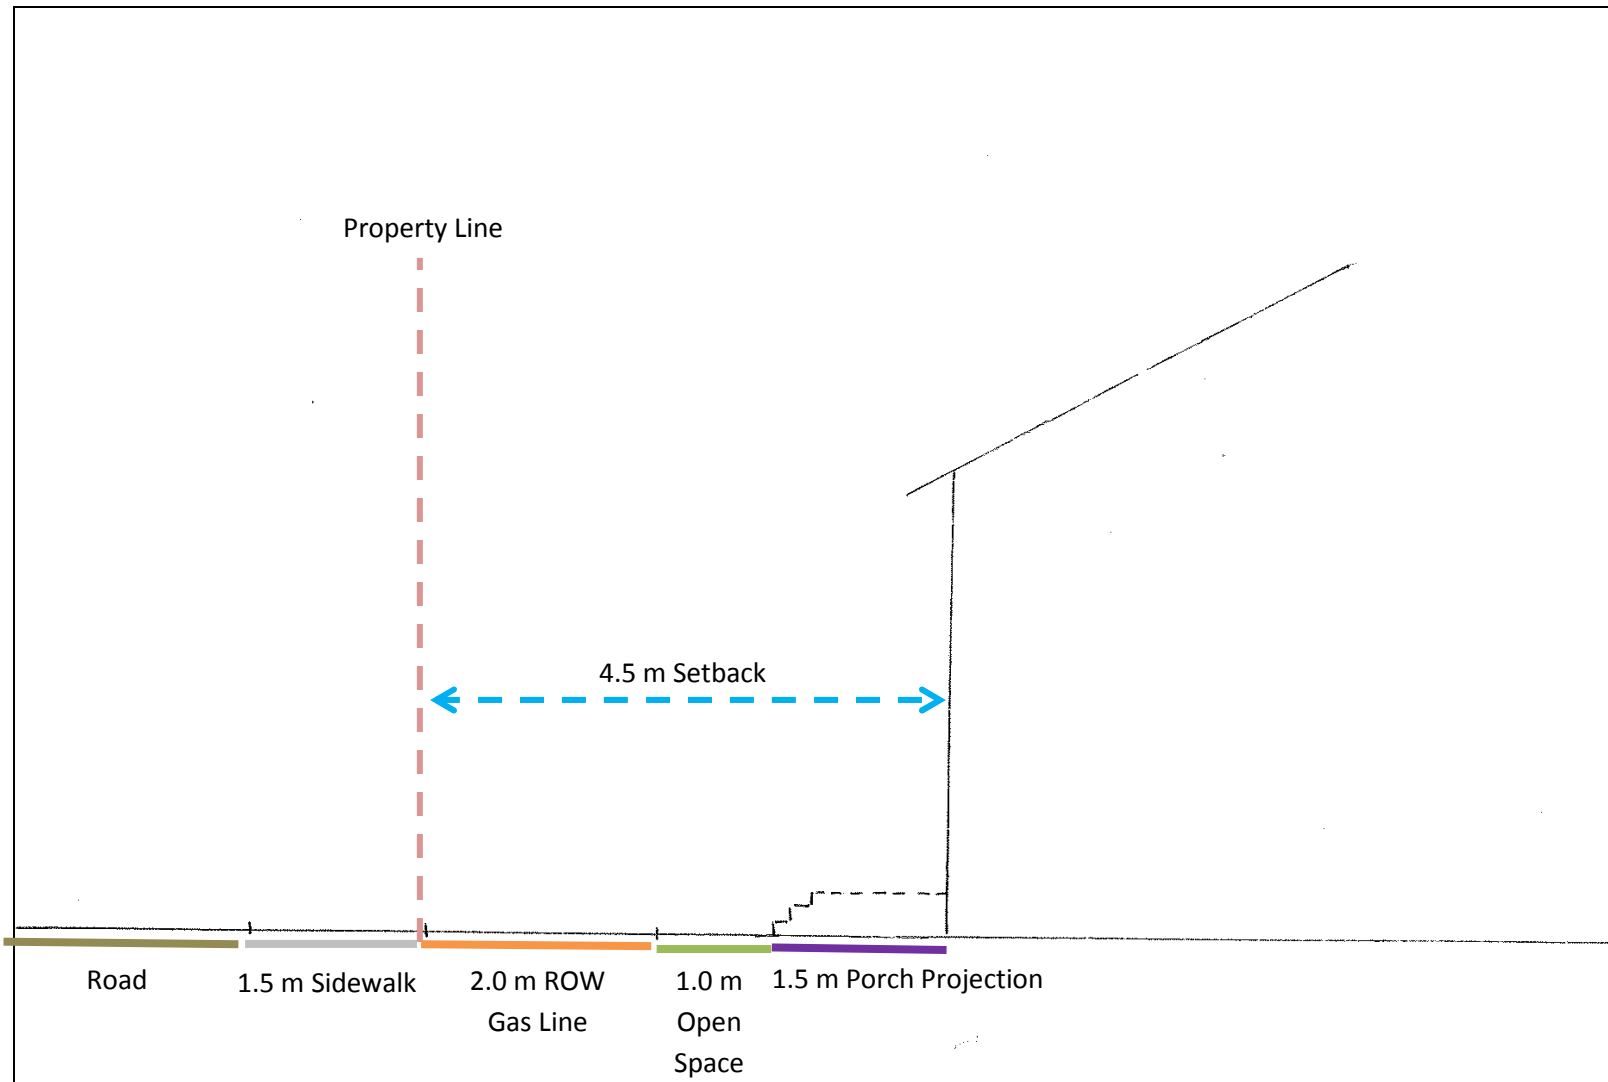 Property Line
4.5 m Setback
Road
1.5 m Sidewalk
2.0 m ROW
Gas Line
1.0 m
Open
Space
1.5 m Porch Projection